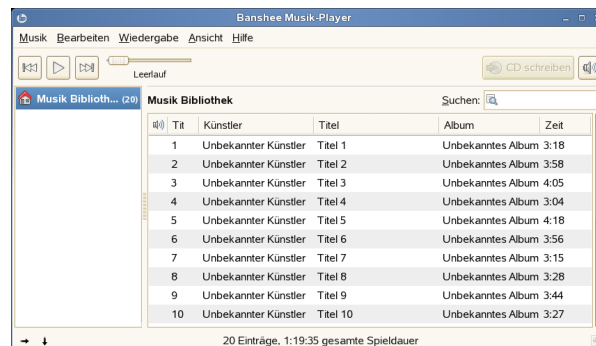 Banshee Musik-Player
Musik Bearbeiten Wiedergabe Ansicht Hilfe
Leerlauf
CD schreiben
Musik Biblioth... (20)
Musik Bibliothek
Suchen:
Tit Künstler Titel Album Zeit
1 Unbekannter Künstler Titel 1 Unbekanntes Album 3:18
2 Unbekannter Künstler Titel 2 Unbekanntes Album 3:58
3 Unbekannter Künstler Titel 3 Unbekanntes Album 4:05
4 Unbekannter Künstler Titel 4 Unbekanntes Album 3:04
5 Unbekannter Künstler Titel 5 Unbekanntes Album 4:18
6 Unbekannter Künstler Titel 6 Unbekanntes Album 3:56
7 Unbekannter Künstler Titel 7 Unbekanntes Album 3:15
8 Unbekannter Künstler Titel 8 Unbekanntes Album 3:28
9 Unbekannter Künstler Titel 9 Unbekanntes Album 3:44
10 Unbekannter Künstler Titel 10 Unbekanntes Album 3:27
20 Einträge, 1:19:35 gesamte Spieldauer